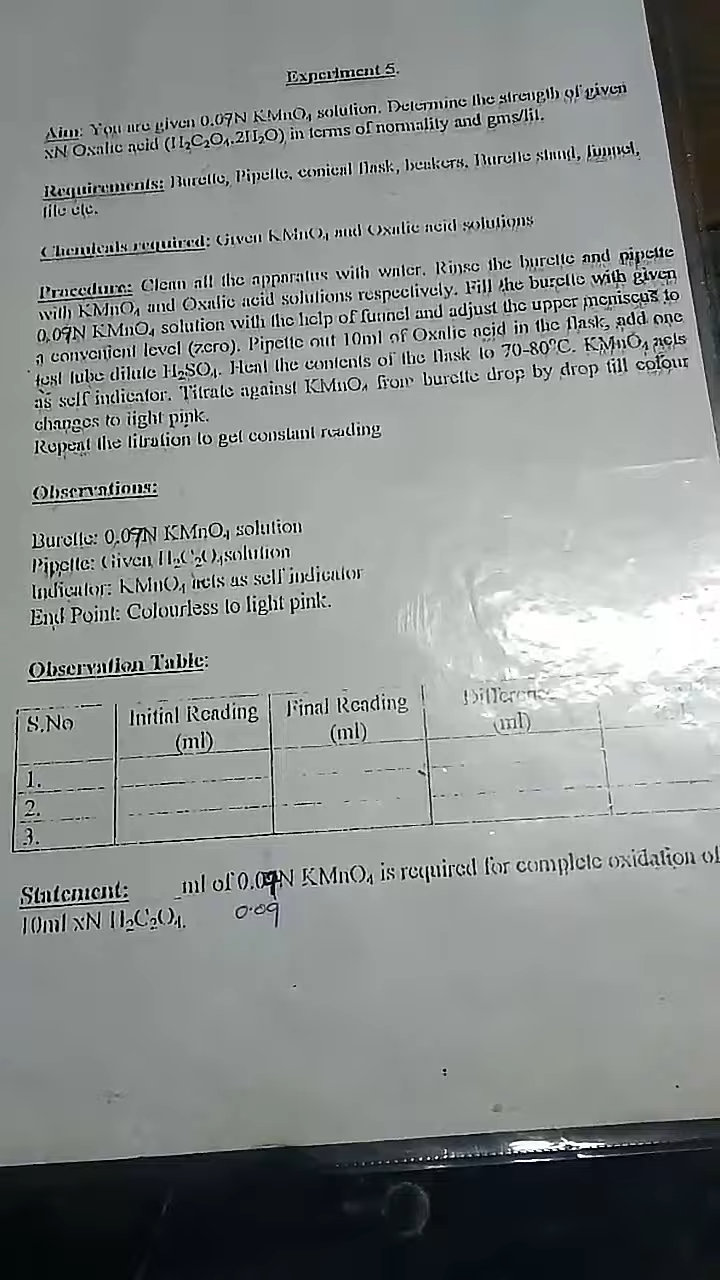 Experiment 5.
Aim: You are given 0.09N KMnO₄ solution. Determine the strength of given
xN Oxalic acid (H₂C₂O₄.2H₂O) in terms of normality and gms/lit.
Requirements: Burette, Pipette, conical flask, beakers, Burette stand, funnel,
tile etc.
Chemicals required: Given KMnO₄ and Oxalic acid solutions
Procedure: Clean all the apparatus with water. Rinse the burette and pipette
with KMnO₄ and Oxalic acid solutions respectively. Fill the burette with given
0.09N KMnO₄ solution with the help of funnel and adjust the upper meniscus to
a convenient level (zero). Pipette out 10ml of Oxalic acid in the flask, add one
test tube dilute H₂SO₄. Heat the contents of the flask to 70-80°C. KMnO₄ acts
as self indicator. Titrate against KMnO₄ from burette drop by drop till colour
changes to light pink.
Repeat the titration to get constant reading
Observations:
Burette: 0.09N KMnO₄ solution
Pipette: Given H₂C₂O₄ solution
Indicator: KMnO₄ acts as self indicator
End Point: Colourless to light pink.
Observation Table:
S.No Initial Reading Final Reading Difference
(ml) (ml) (ml)
1.
2.
3.
Statement: _ml of 0.09N KMnO₄ is required for complete oxidation of
10ml xN H₂C₂O₄.
0.09